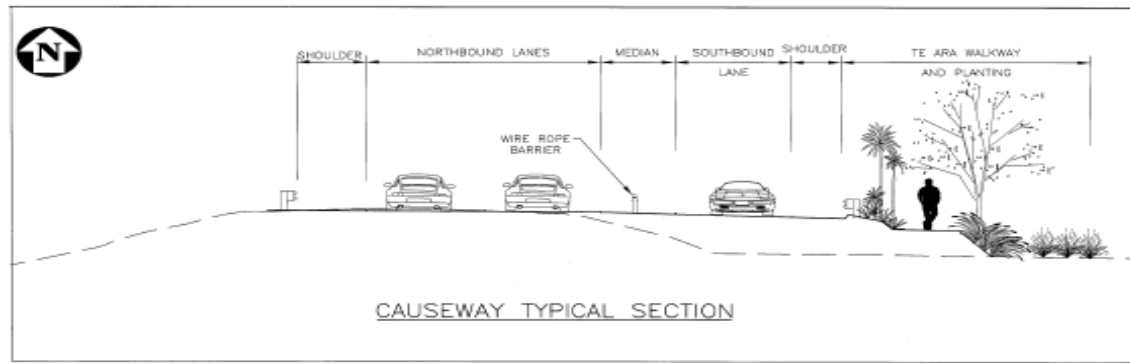 N
SHOULDER
NORTHBOUND LANES
MEDIAN
SOUTHBOUND
LANE
SHOULDER
TE ARA WALKWAY
AND PLANTING
WIRE ROPE
BARRIER
CAUSEWAY TYPICAL SECTION